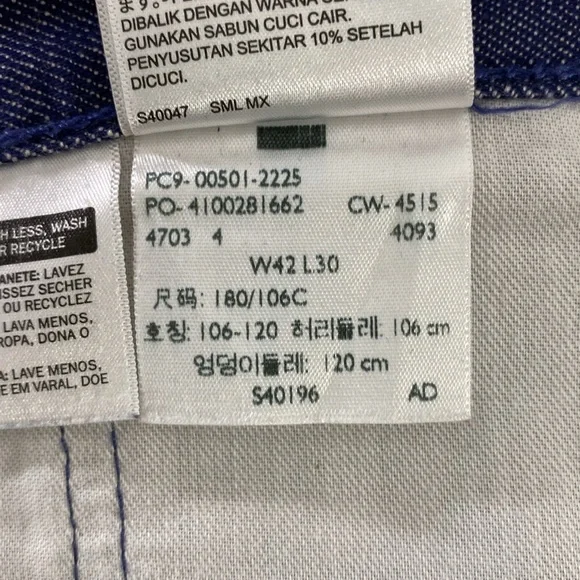 DIBALIK DENGAN WARNA
GUNAKAN SABUN CUCI CAIR.
PENYUSUTAN SEKITAR 10% SETELAH
DICUCI.
S40047 SML MX
PC9-00501-2225
PO-4100281662 CW-4515
4703 4 4093
W42 L30
尺码: 180/106C
호칭: 106-120 허리둘레: 106 cm
엉덩이둘레: 120 cm
S40196 AD
LESS, WASH
RECYCLE
LAVEZ
SECHER
OU RECYCLEZ
LAVA MENOS,
DONA O
LAVE MENOS,
EM VARAL, DOE